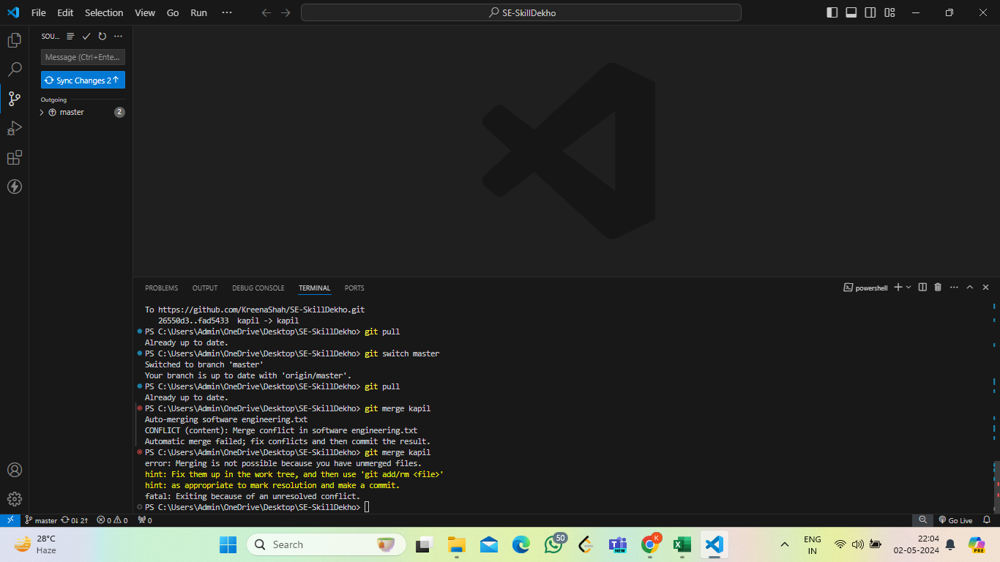 File Edit Selection View Go Run ···
SE-SkillDekho
SOU...
Message (Ctrl+Ente...
Sync Changes 2↑
Outgoing
master 2
PROBLEMS OUTPUT DEBUG CONSOLE TERMINAL PORTS
powershell
To https://github.com/KreenaShah/SE-SkillDekho.git
26550d3..fad5433 kapil -> kapil
PS C:\Users\Admin\OneDrive\Desktop\SE-SkillDekho> git pull
Already up to date.
PS C:\Users\Admin\OneDrive\Desktop\SE-SkillDekho> git switch master
Switched to branch 'master'
Your branch is up to date with 'origin/master'.
PS C:\Users\Admin\OneDrive\Desktop\SE-SkillDekho> git pull
Already up to date.
PS C:\Users\Admin\OneDrive\Desktop\SE-SkillDekho> git merge kapil
Auto-merging software engineering.txt
CONFLICT (content): Merge conflict in software engineering.txt
Automatic merge failed; fix conflicts and then commit the result.
PS C:\Users\Admin\OneDrive\Desktop\SE-SkillDekho> git merge kapil
error: Merging is not possible because you have unmerged files.
hint: Fix them up in the work tree, and then use 'git add/rm <file>'
hint: as appropriate to mark resolution and make a commit.
fatal: Exiting because of an unresolved conflict.
PS C:\Users\Admin\OneDrive\Desktop\SE-SkillDekho>
master 0↓ 2↑ 0 0 0
Go Live
28°C
Haze
Search
50
NEW
K
ENG
IN
22:04
02-05-2024
PRE